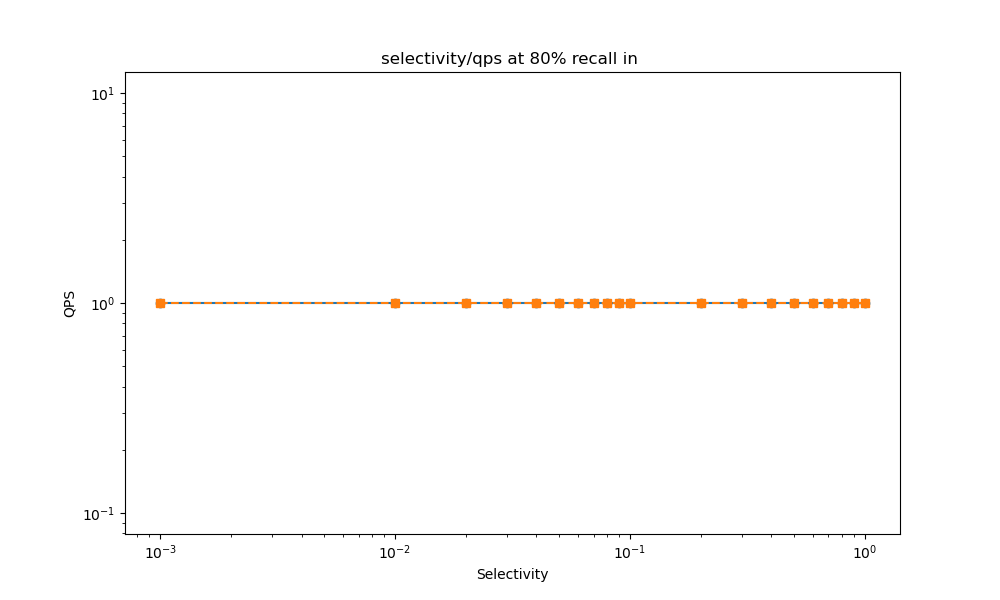 selectivity/qps at 80% recall in
10¹
10⁰
10⁻¹
QPS
10⁻³ 10⁻² 10⁻¹ 10⁰
Selectivity